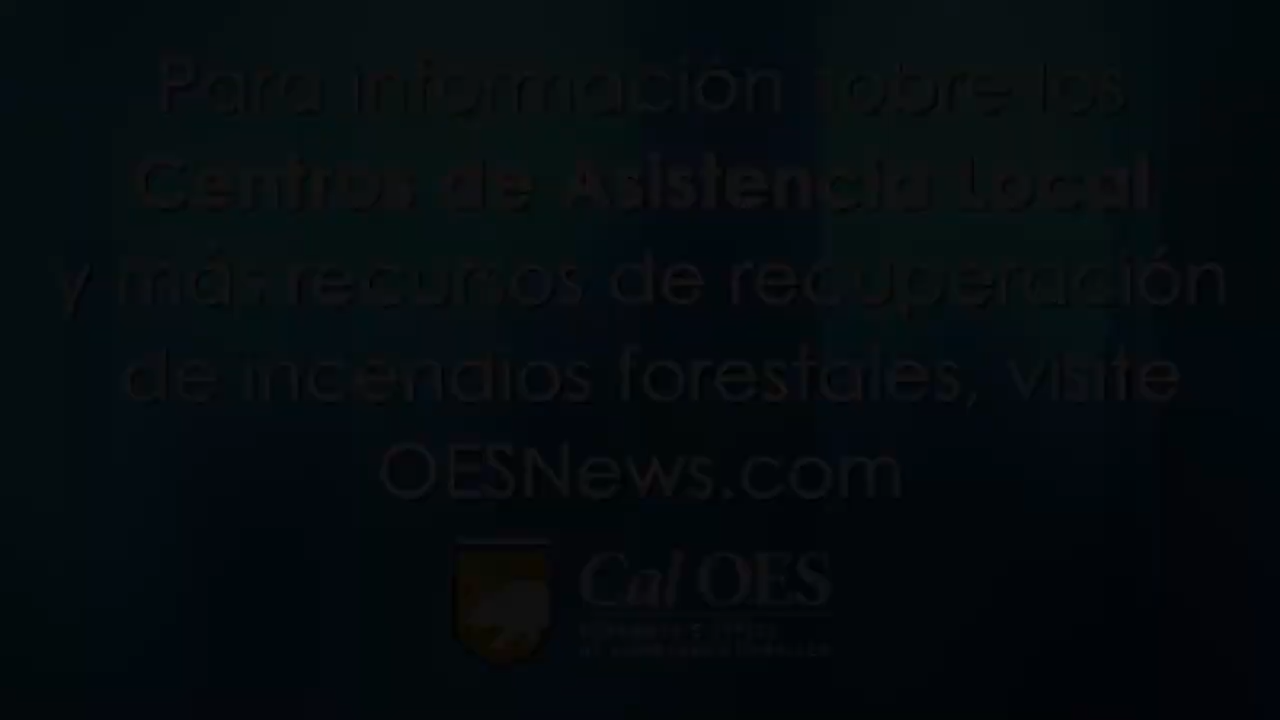 Para información sobre los
Centros de Asistencia Local
y más recursos de recuperación
de incendios forestales, visite
OESNews.com
Cal OES